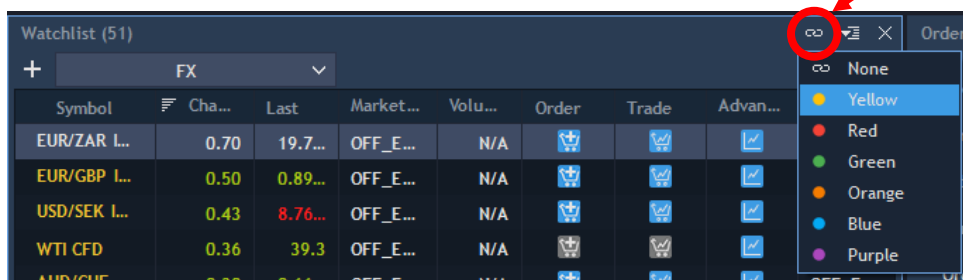 Watchlist (51)
Order
FX
None
Symbol Cha... Last Market... Volu... Order Trade Advan...
Yellow
EUR/ZAR I... 0.70 19.7... OFF_E... N/A
Red
EUR/GBP I... 0.50 0.89... OFF_E... N/A
Green
USD/SEK I... 0.43 8.76... OFF_E... N/A
Orange
Blue
WTI CFD 0.36 39.3 OFF_E... N/A
Purple